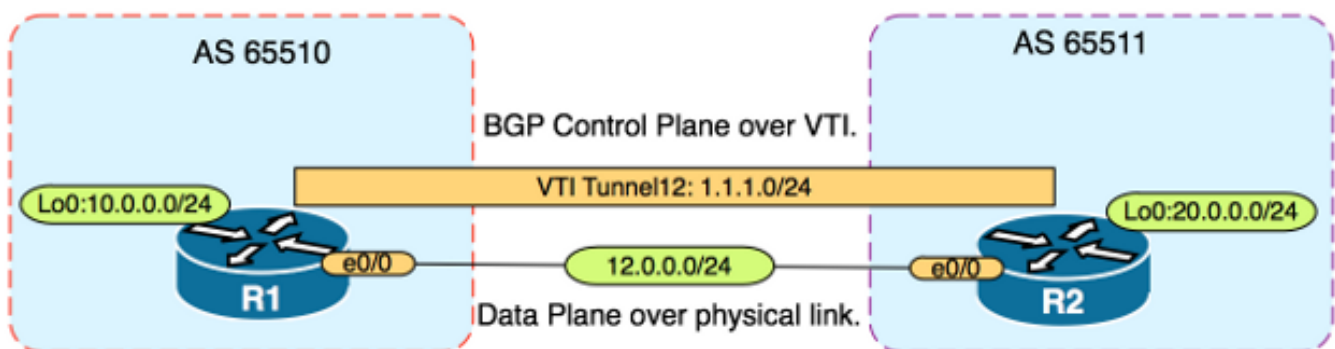 AS 65510
AS 65511
BGP Control Plane over VTI.
VTI Tunnel12: 1.1.1.0/24
Lo0:10.0.0.0/24
Lo0:20.0.0.0/24
e0/0
12.0.0.0/24
e0/0
R1
R2
Data Plane over physical link.